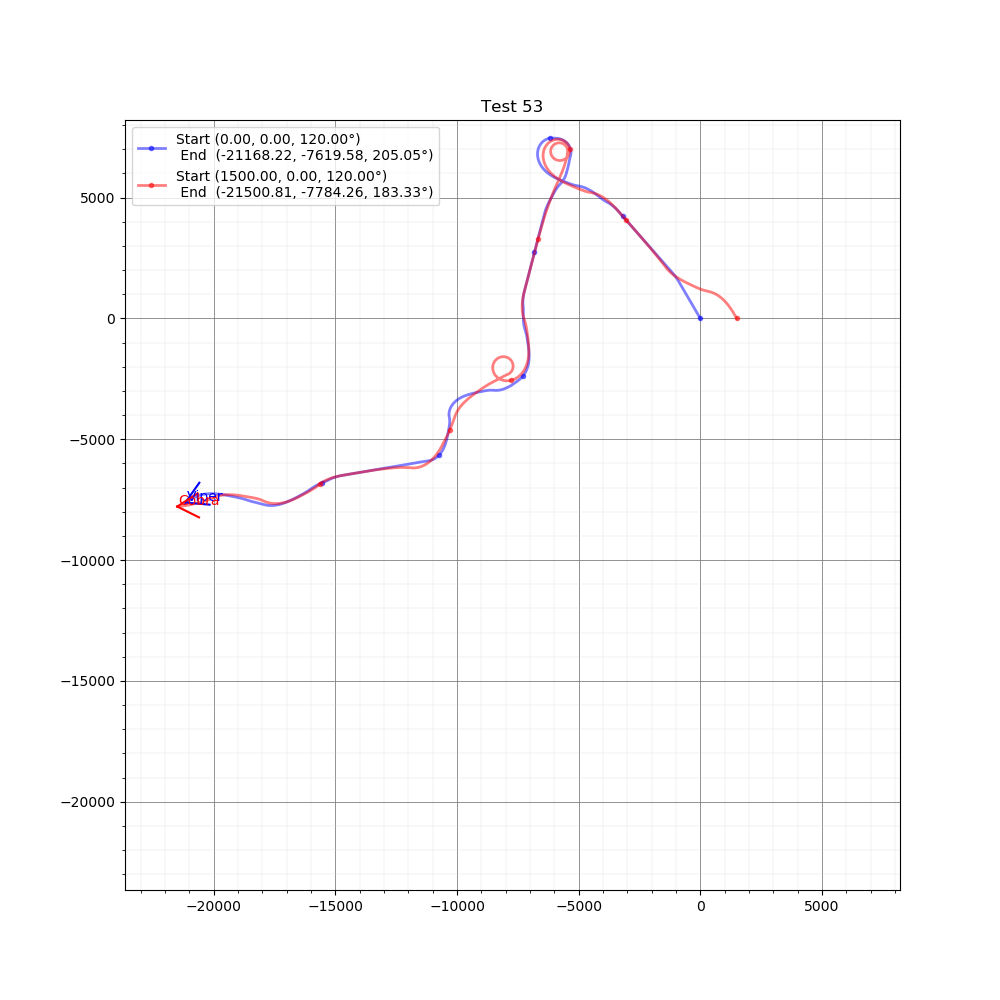 Test 53
Start (0.00, 0.00, 120.00°)
End (-21168.22, -7619.58, 205.05°)
Start (1500.00, 0.00, 120.00°)
End (-21500.81, -7784.26, 183.33°)
5000
0
−5000
−10000
−15000
−20000
Viper
−20000
−15000
−10000
−5000
0
5000